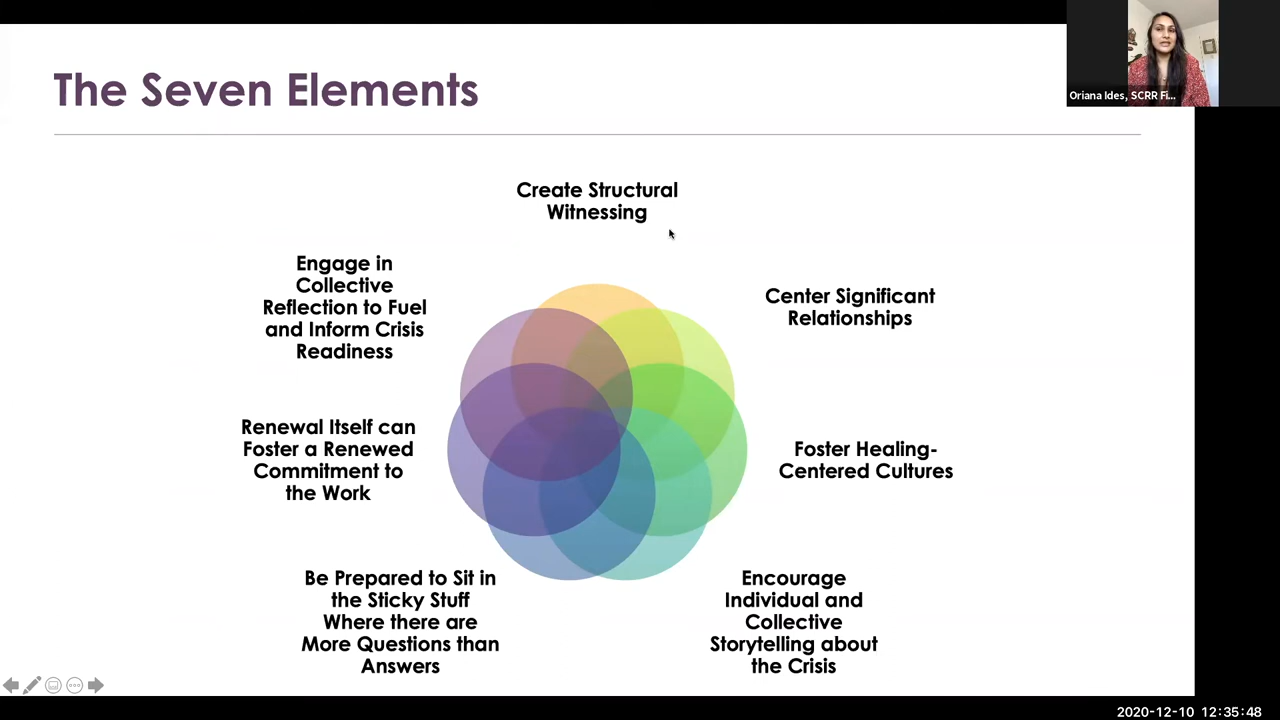 The Seven Elements
Oriana Ides, SCRR Fi...
Create Structural
Witnessing
Center Significant
Relationships
Foster Healing-
Centered Cultures
Encourage
Individual and
Collective
Storytelling about
the Crisis
Be Prepared to Sit in
the Sticky Stuff
Where there are
More Questions than
Answers
Renewal Itself can
Foster a Renewed
Commitment to
the Work
Engage in
Collective
Reflection to Fuel
and Inform Crisis
Readiness
2020-12-10 12:35:48